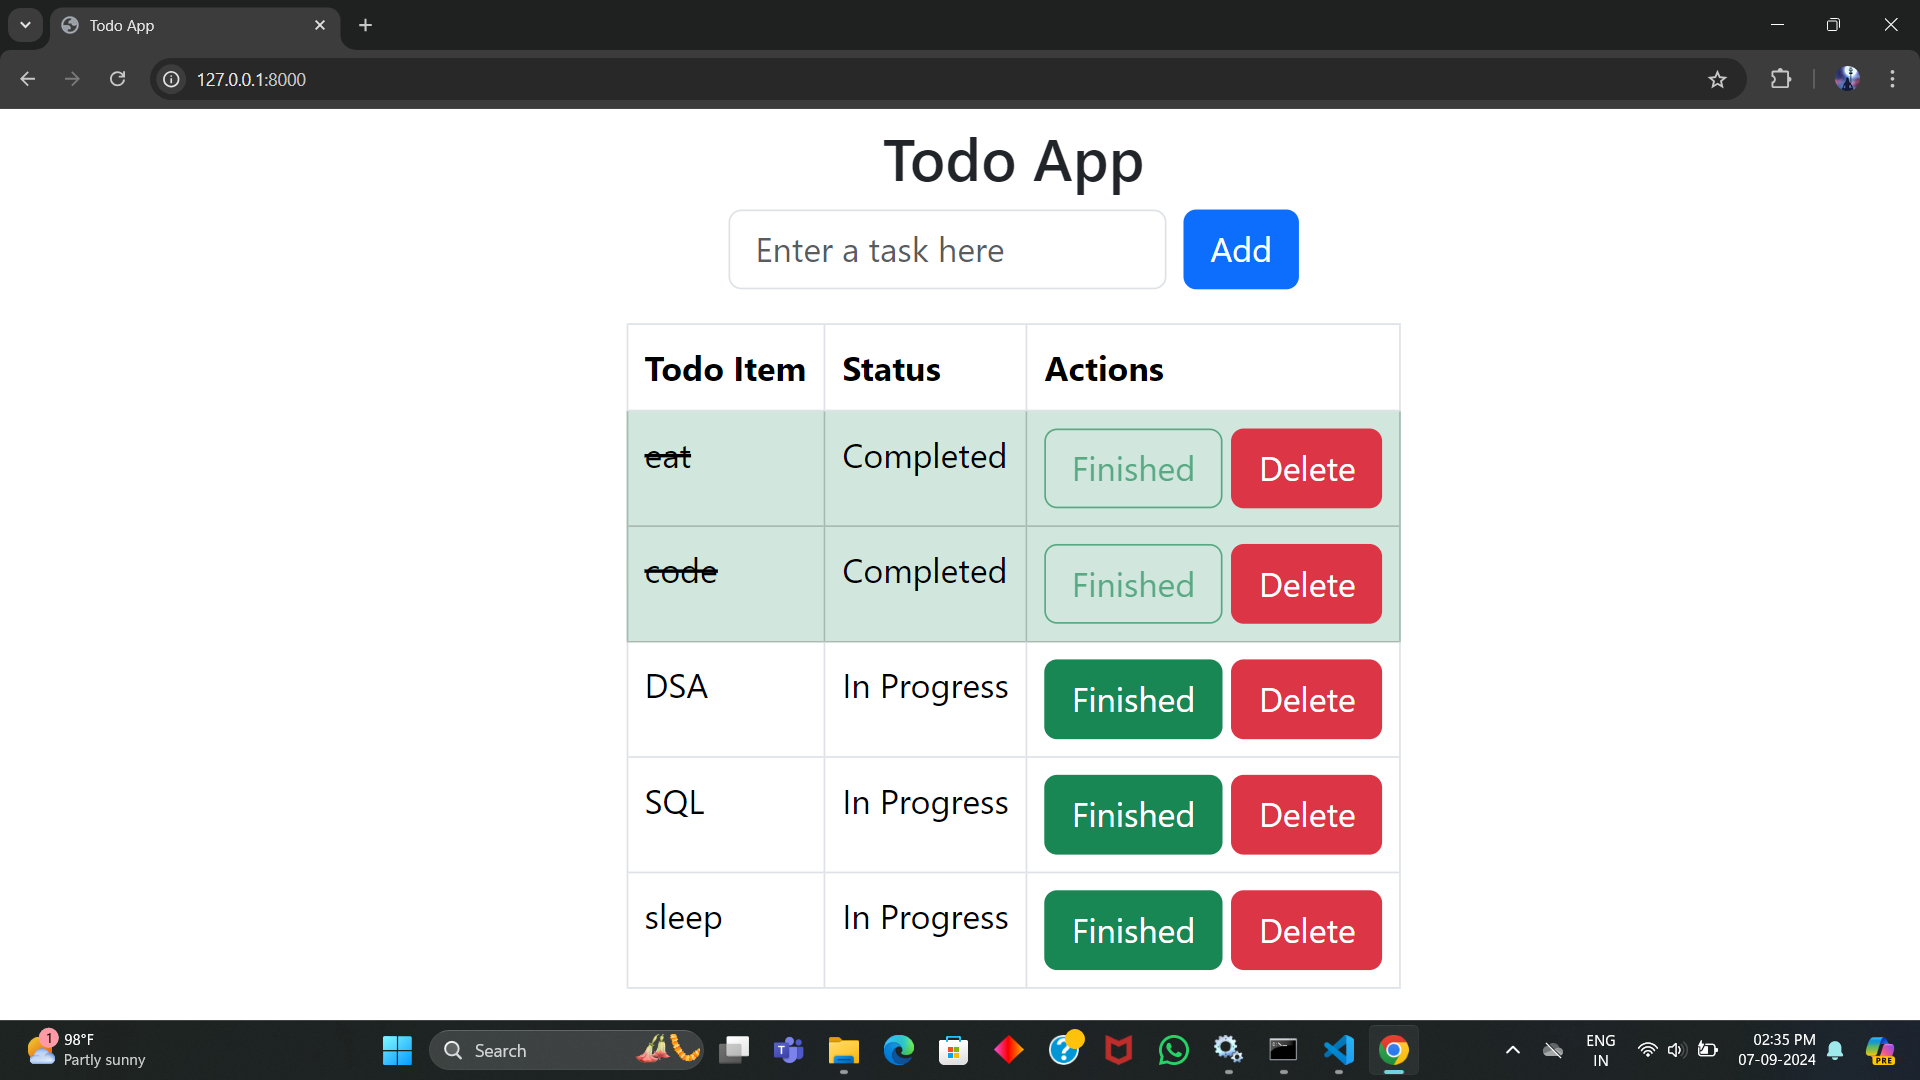 Todo App
127.0.0.1:8000
Todo App
Enter a task here Add
Todo Item Status Actions
eat Completed Finished Delete
code Completed Finished Delete
DSA In Progress Finished Delete
SQL In Progress Finished Delete
sleep In Progress Finished Delete
1 98°F
Partly sunny
Search
T
?
ENG
IN
02:35 PM
07-09-2024
PRE